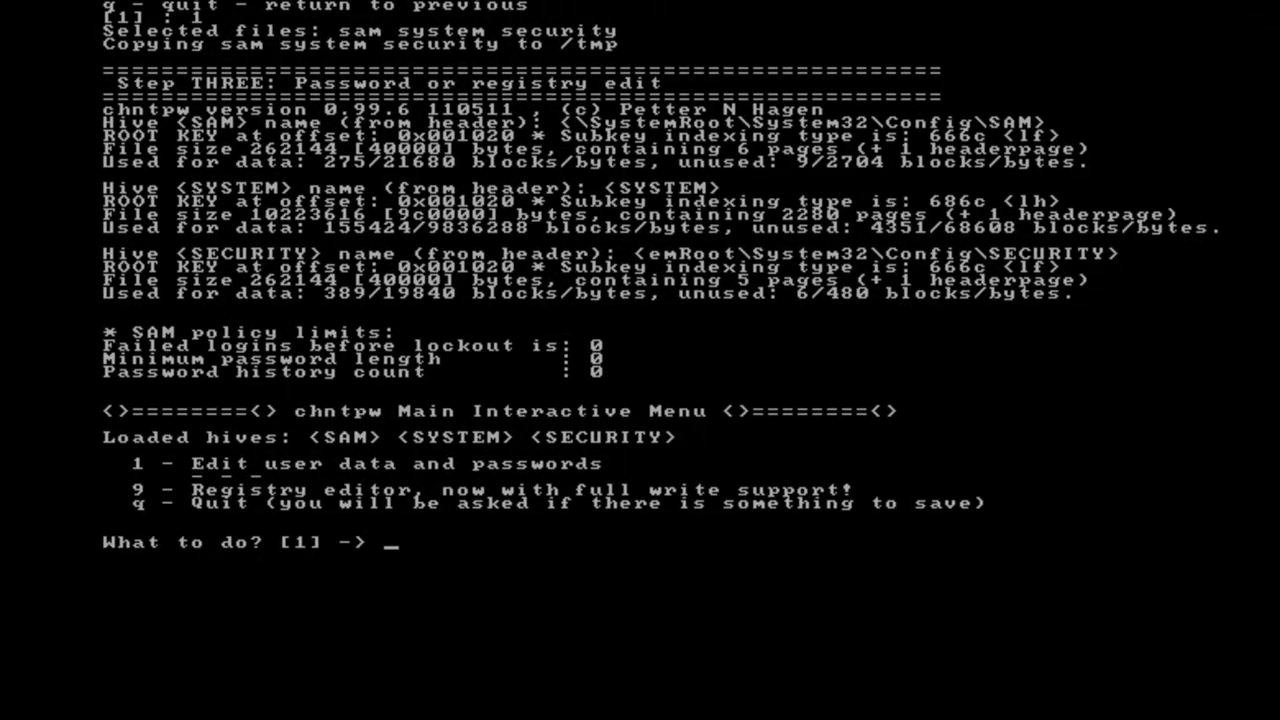 q - quit - return to previous
[1] : 1
Selected files: sam system security
Copying sam system security to /tmp
=========================================================
Step THREE: Password or registry edit
=========================================================
chntpw version 0.99.6 110511 , (c) Petter N Hagen
Hive <SAM> name (from header): <\SystemRoot\System32\Config\SAM>
ROOT KEY at offset: 0x001020 * Subkey indexing type is: 666c <lf>
File size 262144 [40000] bytes, containing 6 pages (+ 1 headerpage)
Used for data: 275/21680 blocks/bytes, unused: 9/2704 blocks/bytes.
Hive <SYSTEM> name (from header): <SYSTEM>
ROOT KEY at offset: 0x001020 * Subkey indexing type is: 686c <lh>
File size 10223616 [9c0000] bytes, containing 2280 pages (+ 1 headerpage)
Used for data: 155424/9836288 blocks/bytes, unused: 4351/68608 blocks/bytes.
Hive <SECURITY> name (from header): <emRoot\System32\Config\SECURITY>
ROOT KEY at offset: 0x001020 * Subkey indexing type is: 666c <lf>
File size 262144 [40000] bytes, containing 5 pages (+ 1 headerpage)
Used for data: 389/19840 blocks/bytes, unused: 6/480 blocks/bytes.
* SAM policy limits:
Failed logins before lockout is: 0
Minimum password length : 0
Password history count : 0
<>========<> chntpw Main Interactive Menu <>========<>
Loaded hives: <SAM> <SYSTEM> <SECURITY>
1 - Edit user data and passwords
- - -
9 - Registry editor, now with full write support!
q - Quit (you will be asked if there is something to save)
What to do? [1] -> _